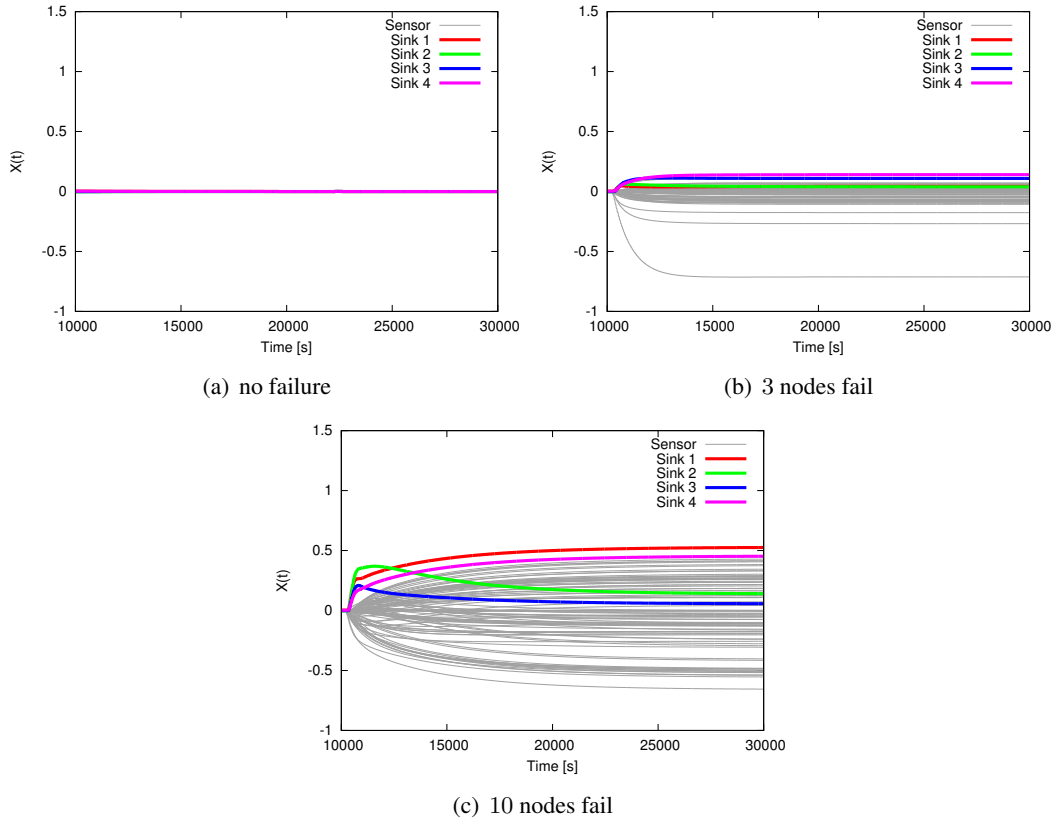 1.5
1
0.5
0
-0.5
-1
X(t)
Sensor
Sink 1
Sink 2
Sink 3
Sink 4
10000 15000 20000 25000 30000
Time [s]
(a) no failure
1.5
1
0.5
0
-0.5
-1
X(t)
Sensor
Sink 1
Sink 2
Sink 3
Sink 4
10000 15000 20000 25000 30000
Time [s]
(b) 3 nodes fail
1.5
1
0.5
0
-0.5
-1
X(t)
Sensor
Sink 1
Sink 2
Sink 3
Sink 4
10000 15000 20000 25000 30000
Time [s]
(c) 10 nodes fail